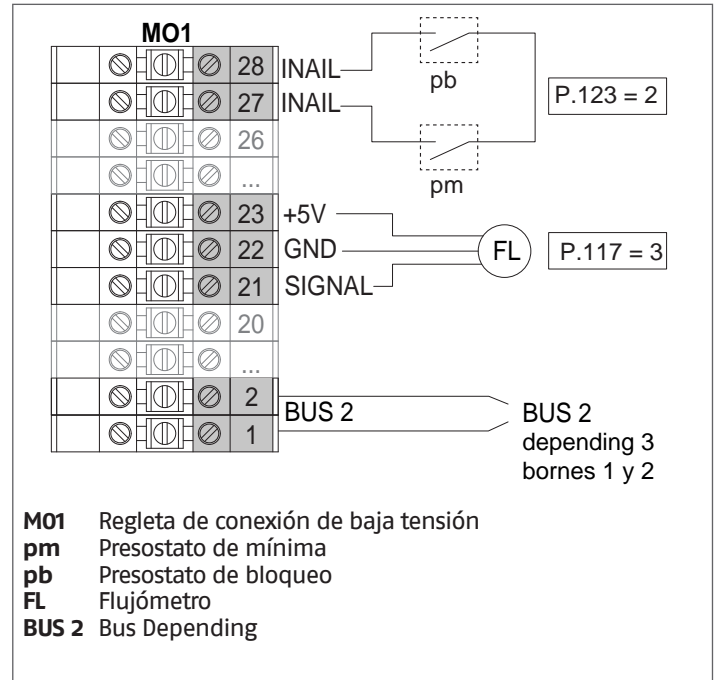 MO1
28 INAIL
pb
27 INAIL
P.123 = 2
26
...
pm
23 +5V
22 GND
FL
P.117 = 3
21 SIGNAL
20
...
2
BUS 2
1
BUS 2
depending 3
bornes 1 y 2
M01 Regleta de conexión de baja tensión
pm Presostato de mínima
pb Presostato de bloqueo
FL Flujómetro
BUS 2 Bus Depending